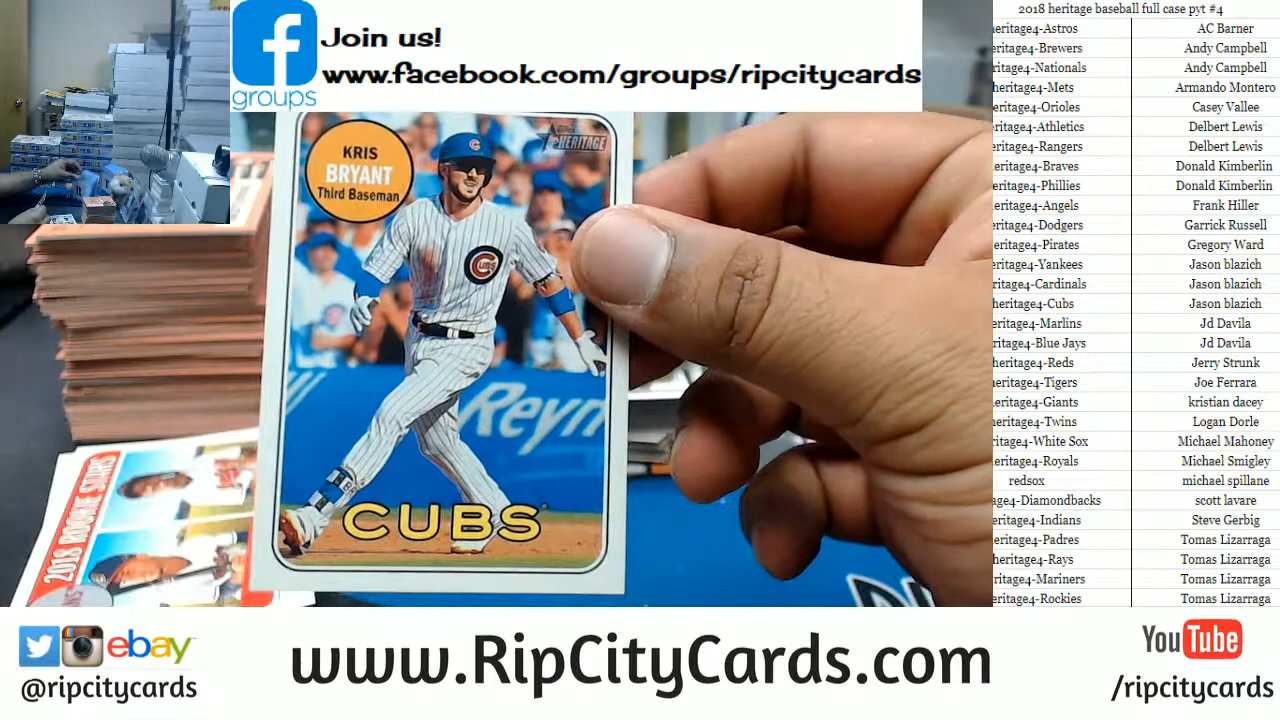 Join us!
www.facebook.com/groups/ripcitycards
groups
KRIS
BRYANT
Third Baseman
HERITAGE
CUBS
Reyn
CUBS
2018 ROOKIE STARS
2018 heritage baseball full case pyt #4
eritage4-Astros AC Barner
eritage4-Brewers Andy Campbell
ritage4-Nationals Andy Campbell
heritage4-Mets Armando Montero
eritage4-Orioles Casey Vallee
ritage4-Athletics Delbert Lewis
eritage4-Rangers Delbert Lewis
eritage4-Braves Donald Kimberlin
eritage4-Phillies Donald Kimberlin
eritage4-Angels Frank Hiller
eritage4-Dodgers Garrick Russell
eritage4-Pirates Gregory Ward
eritage4-Yankees Jason blazich
ritage4-Cardinals Jason blazich
heritage4-Cubs Jason blazich
eritage4-Marlins Jd Davila
ritage4-Blue Jays Jd Davila
heritage4-Reds Jerry Strunk
eritage4-Tigers Joe Ferrara
eritage4-Giants kristian dacey
eritage4-Twins Logan Dorle
ritage4-White Sox Michael Mahoney
eritage4-Royals Michael Smigley
redsox michael spillane
age4-Diamondbacks scott lavare
eritage4-Indians Steve Gerbig
eritage4-Padres Tomas Lizarraga
heritage4-Rays Tomas Lizarraga
ritage4-Mariners Tomas Lizarraga
eritage4-Rockies Tomas Lizarraga
ebay
@ripcitycards
www.RipCityCards.com
YouTube
/ripcitycards